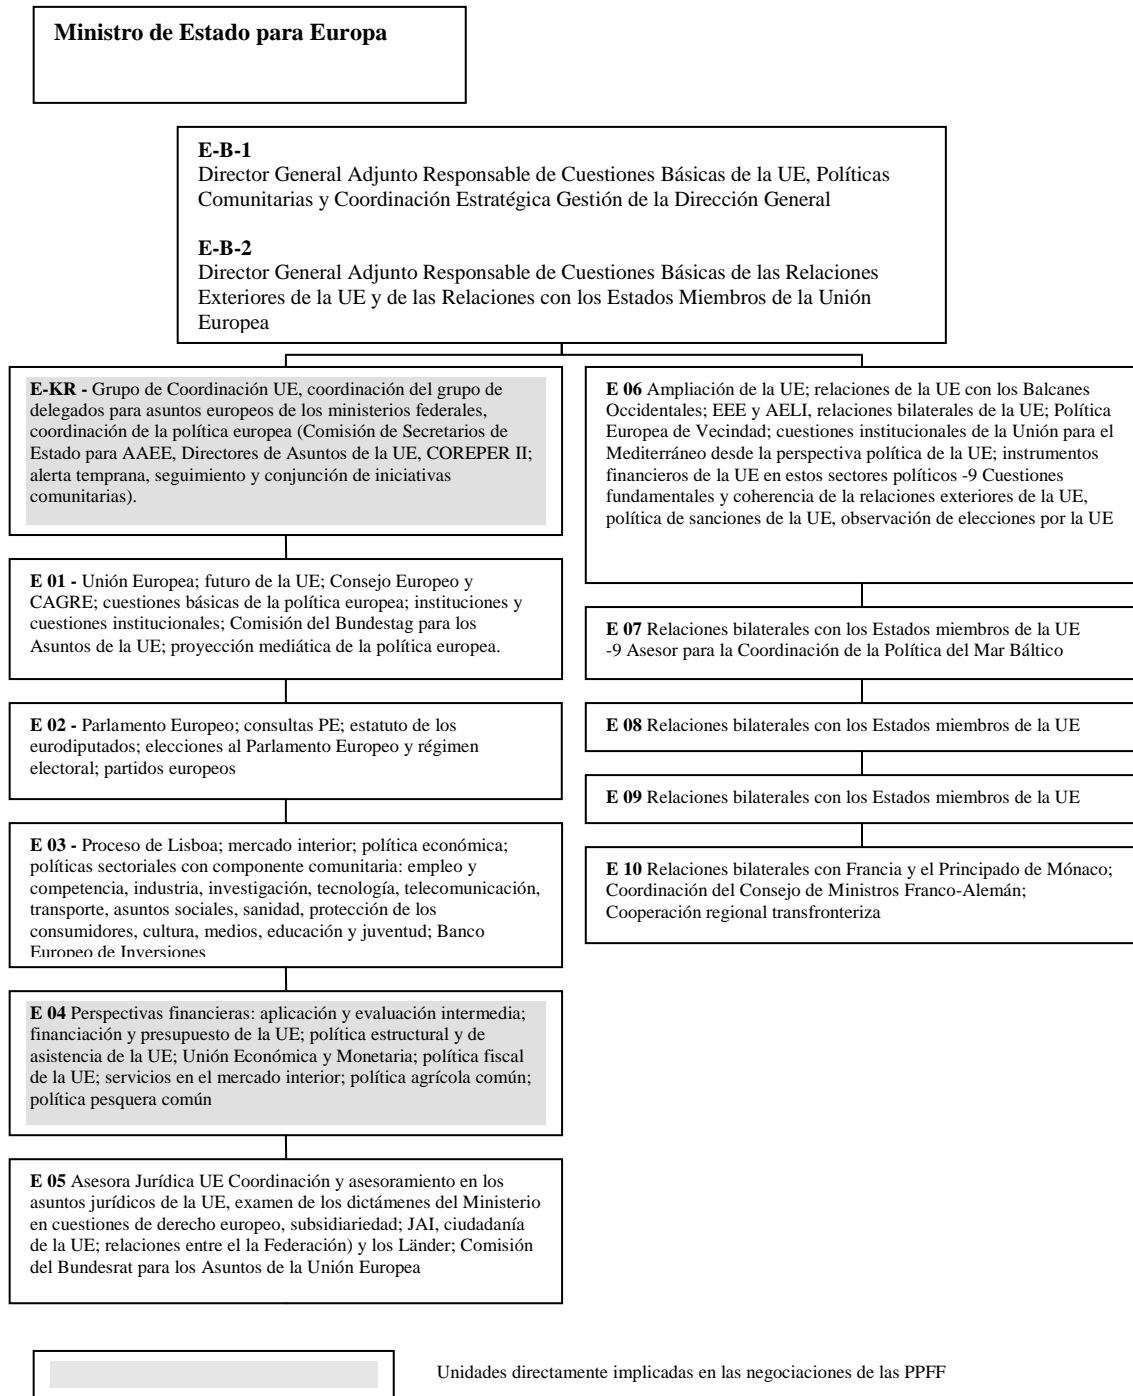 Ministro de Estado para Europa
E-B-1
Director General Adjunto Responsable de Cuestiones Básicas de la UE, Políticas
Comunitarias y Coordinación Estratégica Gestión de la Dirección General
E-B-2
Director General Adjunto Responsable de Cuestiones Básicas de las Relaciones
Exteriores de la UE y de las Relaciones con los Estados Miembros de la Unión
Europea
E-KR - Grupo de Coordinación UE, coordinación del grupo de
delegados para asuntos europeos de los ministerios federales,
coordinación de la política europea (Comisión de Secretarios de
Estado para AAEE, Directores de Asuntos de la UE, COREPER II;
alerta temprana, seguimiento y conjunción de iniciativas
comunitarias).
E 01 - Unión Europea; futuro de la UE; Consejo Europeo y
CAGRE; cuestiones básicas de la política europea; instituciones y
cuestiones institucionales; Comisión del Bundestag para los
Asuntos de la UE; proyección mediática de la política europea.
E 02 - Parlamento Europeo; consultas PE; estatuto de los
eurodiputados; elecciones al Parlamento Europeo y régimen
electoral; partidos europeos
E 03 - Proceso de Lisboa; mercado interior; política económica;
políticas sectoriales con componente comunitaria: empleo y
competencia, industria, investigación, tecnología, telecomunicación,
transporte, asuntos sociales, sanidad, protección de los
consumidores, cultura, medios, educación y juventud; Banco
Europeo de Inversiones
E 04 Perspectivas financieras: aplicación y evaluación intermedia;
financiación y presupuesto de la UE; política estructural y de
asistencia de la UE; Unión Económica y Monetaria; política fiscal
de la UE; servicios en el mercado interior; política agrícola común;
política pesquera común
E 05 Asesora Jurídica UE Coordinación y asesoramiento en los
asuntos jurídicos de la UE, examen de los dictámenes del Ministerio
en cuestiones de derecho europeo, subsidiariedad; JAI, ciudadanía
de la UE; relaciones entre el la Federación) y los Länder; Comisión
del Bundesrat para los Asuntos de la Unión Europea
E 06 Ampliación de la UE; relaciones de la UE con los Balcanes
Occidentales; EEE y AELI, relaciones bilaterales de la UE; Política
Europea de Vecindad; cuestiones institucionales de la Unión para el
Mediterráneo desde la perspectiva política de la UE; instrumentos
financieros de la UE en estos sectores políticos -9 Cuestiones
fundamentales y coherencia de la relaciones exteriores de la UE,
política de sanciones de la UE, observación de elecciones por la UE
E 07 Relaciones bilaterales con los Estados miembros de la UE
-9 Asesor para la Coordinación de la Política del Mar Báltico
E 08 Relaciones bilaterales con los Estados miembros de la UE
E 09 Relaciones bilaterales con los Estados miembros de la UE
E 10 Relaciones bilaterales con Francia y el Principado de Mónaco;
Coordinación del Consejo de Ministros Franco-Alemán;
Cooperación regional transfronteriza
Unidades directamente implicadas en las negociaciones de las PPFF